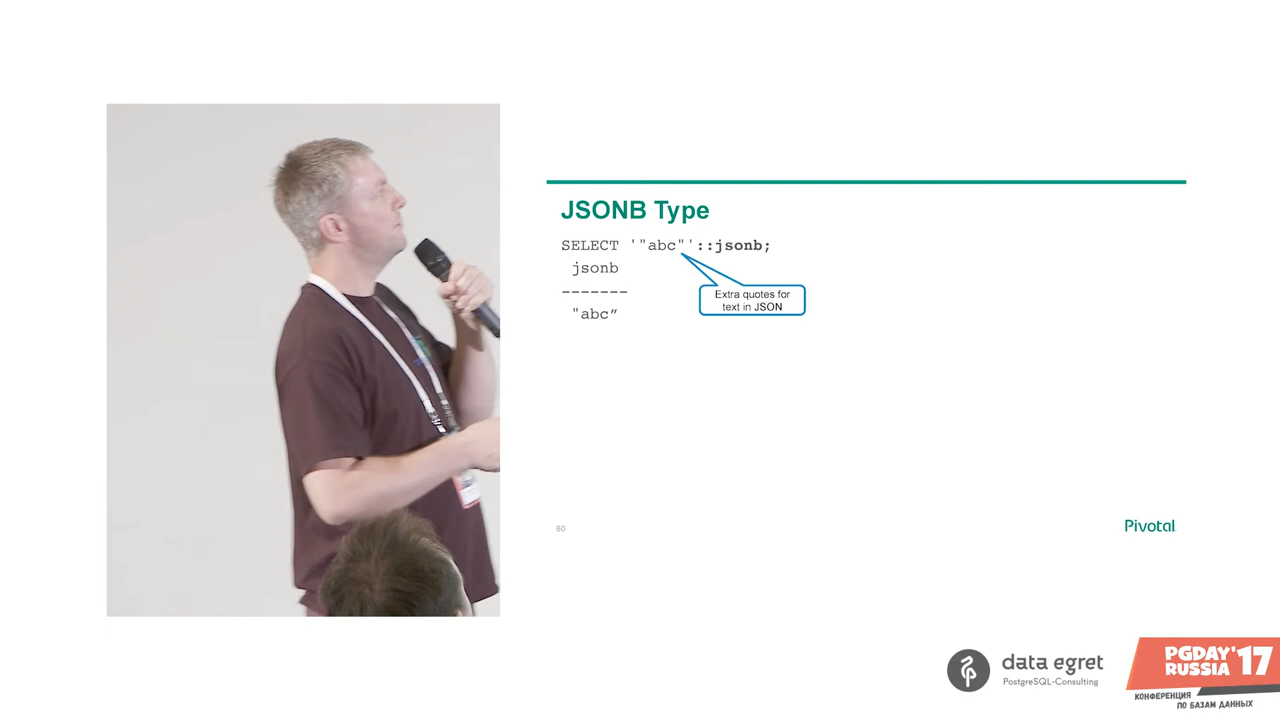 JSONB Type
SELECT '"abc"'::jsonb;
jsonb
-------
"abc”
Extra quotes for
text in JSON
60
Pivotal
data egret
PostgreSQL-Consulting
PGDAY'17
RUSSIA
КОНФЕРЕНЦИЯ
ПО БАЗАМ ДАННЫХ